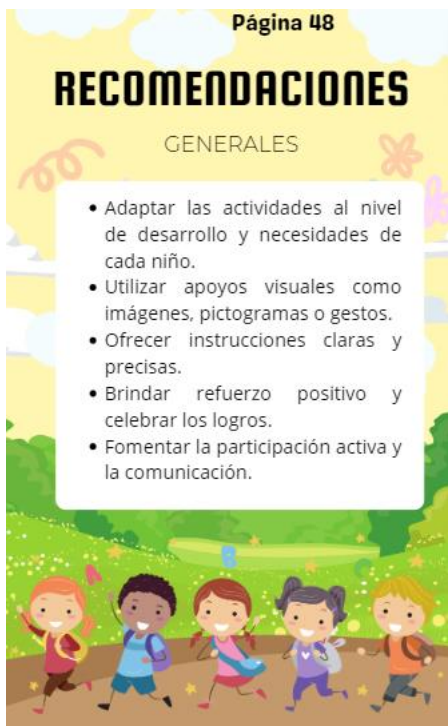 Página 48
RECOMENDACIONES
GENERALES
• Adaptar las actividades al nivel
de desarrollo y necesidades de
cada niño.
• Utilizar apoyos visuales como
imágenes, pictogramas o gestos.
• Ofrecer instrucciones claras y
precisas.
• Brindar refuerzo positivo y
celebrar los logros.
• Fomentar la participación activa y
la comunicación.
A
B
C